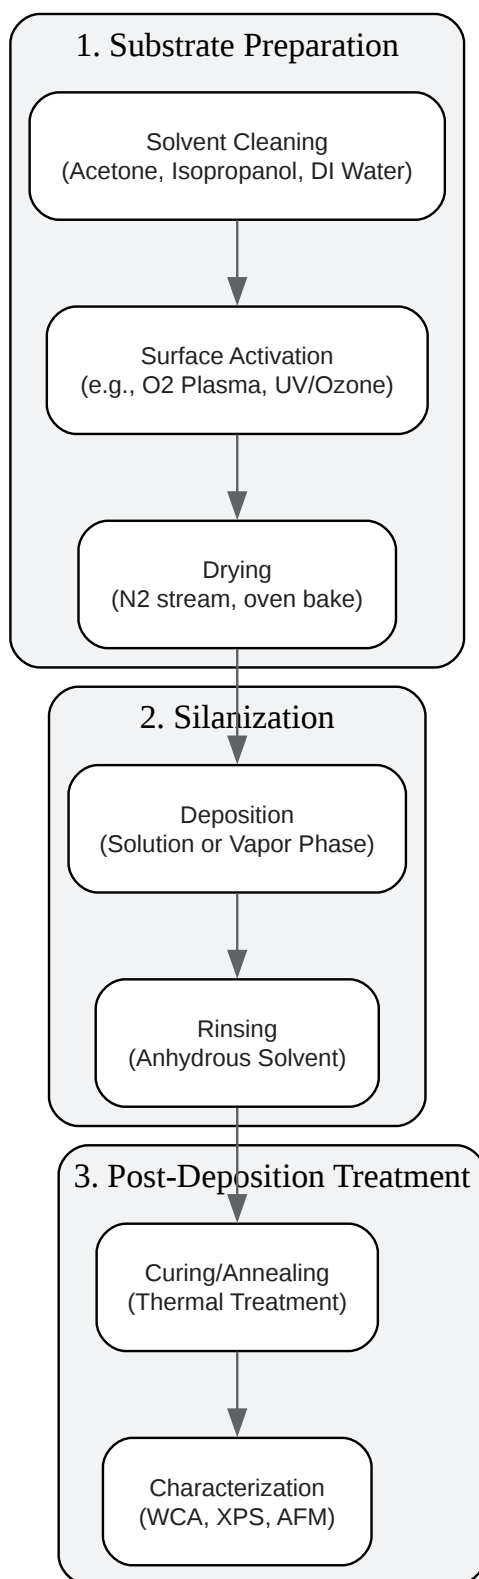 1. Substrate Preparation
Solvent Cleaning
(Acetone, Isopropanol, DI Water)
Surface Activation
(e.g., O2 Plasma, UV/Ozone)
Drying
(N2 stream, oven bake)
2. Silanization
Deposition
(Solution or Vapor Phase)
Rinsing
(Anhydrous Solvent)
3. Post-Deposition Treatment
Curing/Annealing
(Thermal Treatment)
Characterization
(WCA, XPS, AFM)